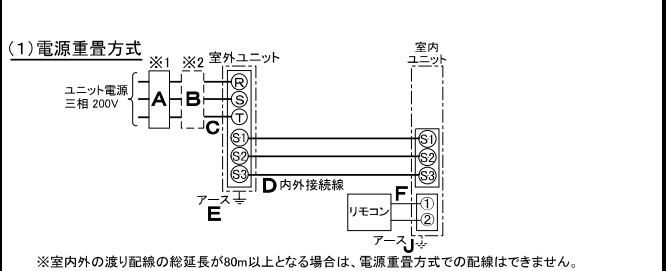 (1)電源重畳方式
※1 ※2 室外ユニット
室内
ユニット
ユニット電源
三相 200V
A B
R
S
T
C
S1 S1
S2 S2
S3 S3
D 内外接続線
アース
E
F
リモコン
①
②
アース J
※室内外の渡り配線の総延長が80m以上となる場合は、電源重畳方式での配線はできません。